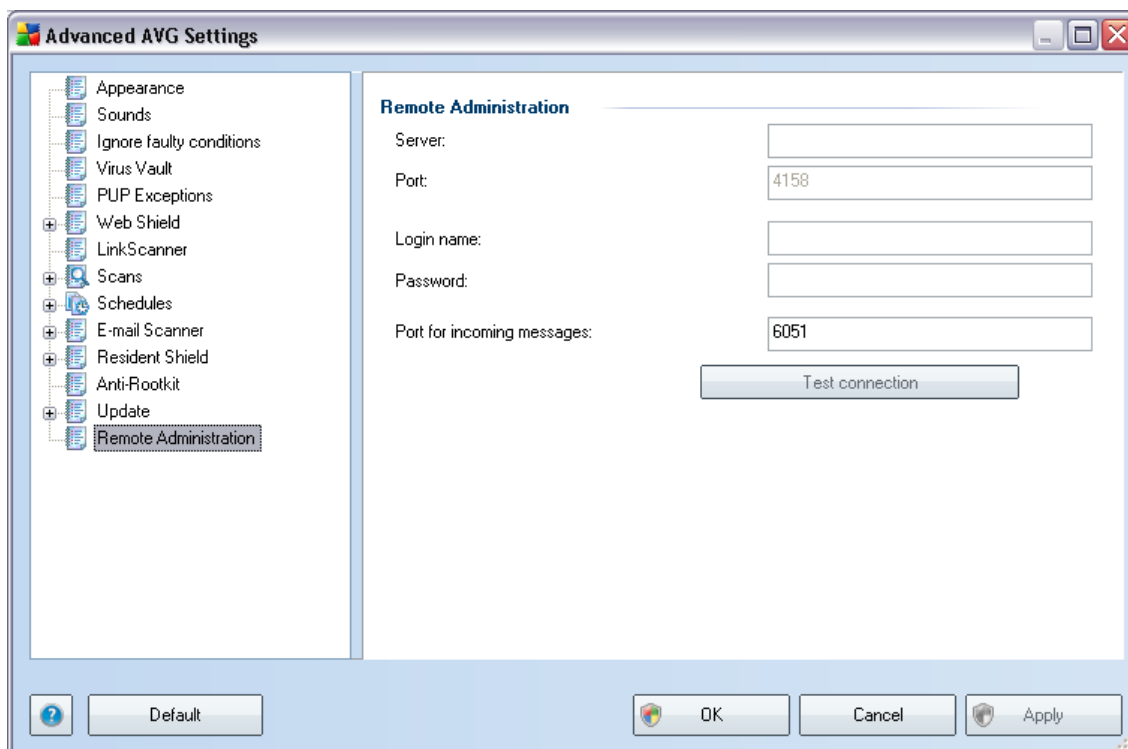 Advanced AVG Settings
Appearance
Sounds
Ignore faulty conditions
Virus Vault
PUP Exceptions
Web Shield
LinkScanner
Scans
Schedules
E-mail Scanner
Resident Shield
Anti-Rootkit
Update
Remote Administration
Remote Administration
Server:
Port:
4158
Login name:
Password:
Port for incoming messages:
6051
Test connection
Default
OK
Cancel
Apply